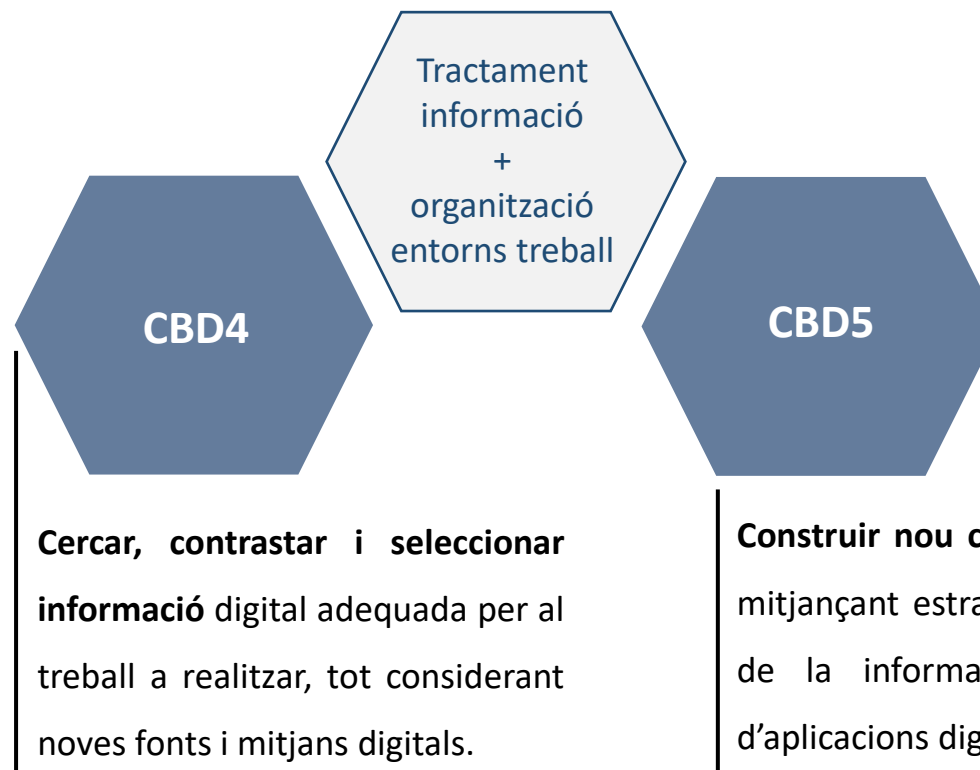 Tractament
informació
+
organització
entorns treball
CBD4
CBD5
Cercar, contrastar i seleccionar
informació digital adequada per al
treball a realitzar, tot considerant
noves fonts i mitjans digitals.
Construir nou
mitjançant
de la
d’aplicacions